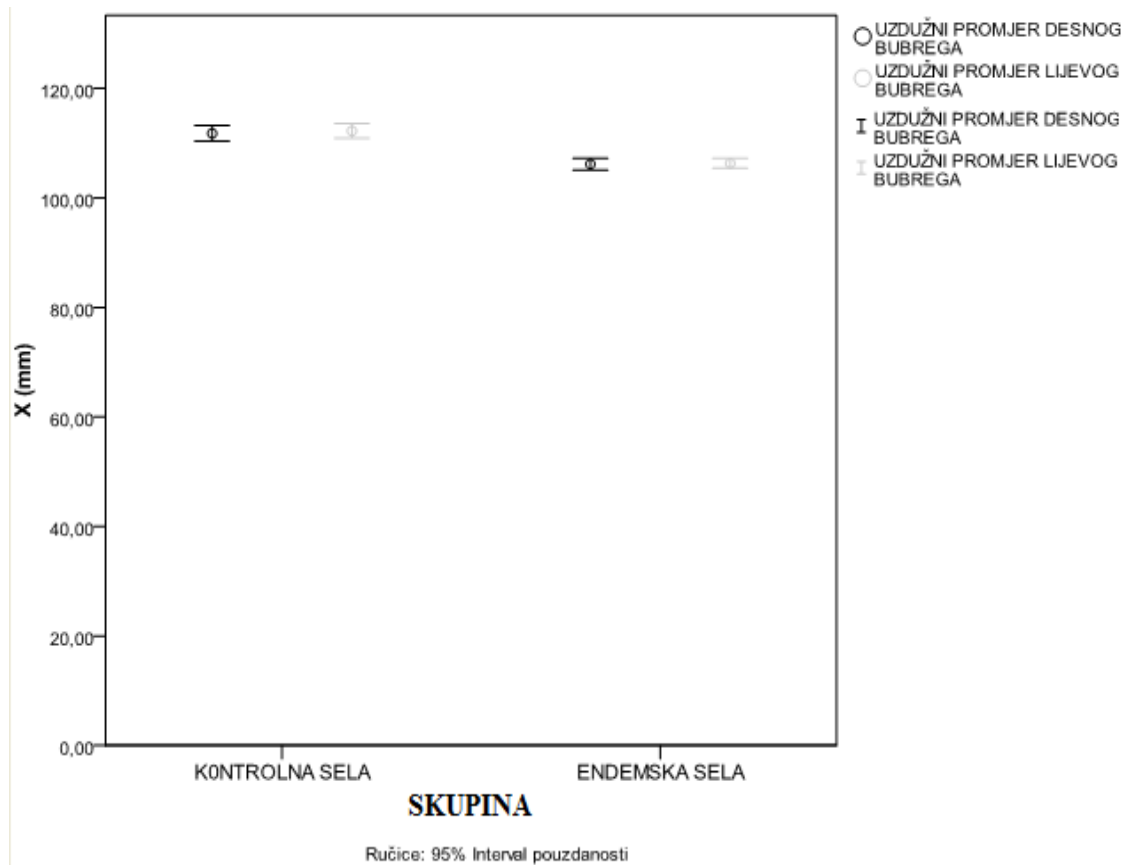 UZDUŽNI PROMJER DESNOG
BUBREGA
UZDUŽNI PROMJER LIJEVOG
BUBREGA
UZDUŽNI PROMJER DESNOG
BUBREGA
UZDUŽNI PROMJER LIJEVOG
BUBREGA
X (mm)
120,00
100,00
80,00
60,00
40,00
20,00
0,00
K0NTROLNA SELA
ENDEMSKA SELA
SKUPINA
Ručice: 95% Interval pouzdanosti